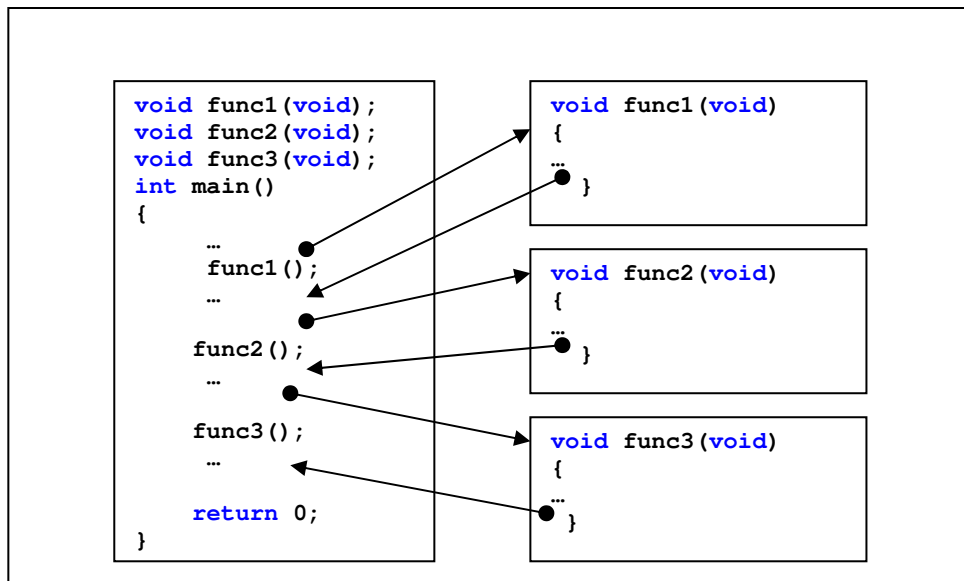 void func1(void);
void func2(void);
void func3(void);
int main()
{
…
func1();
…
func2();
…
func3();
…
return 0;
}
void func1(void)
{
…
}
void func2(void)
{
…
}
void func3(void)
{
…
}